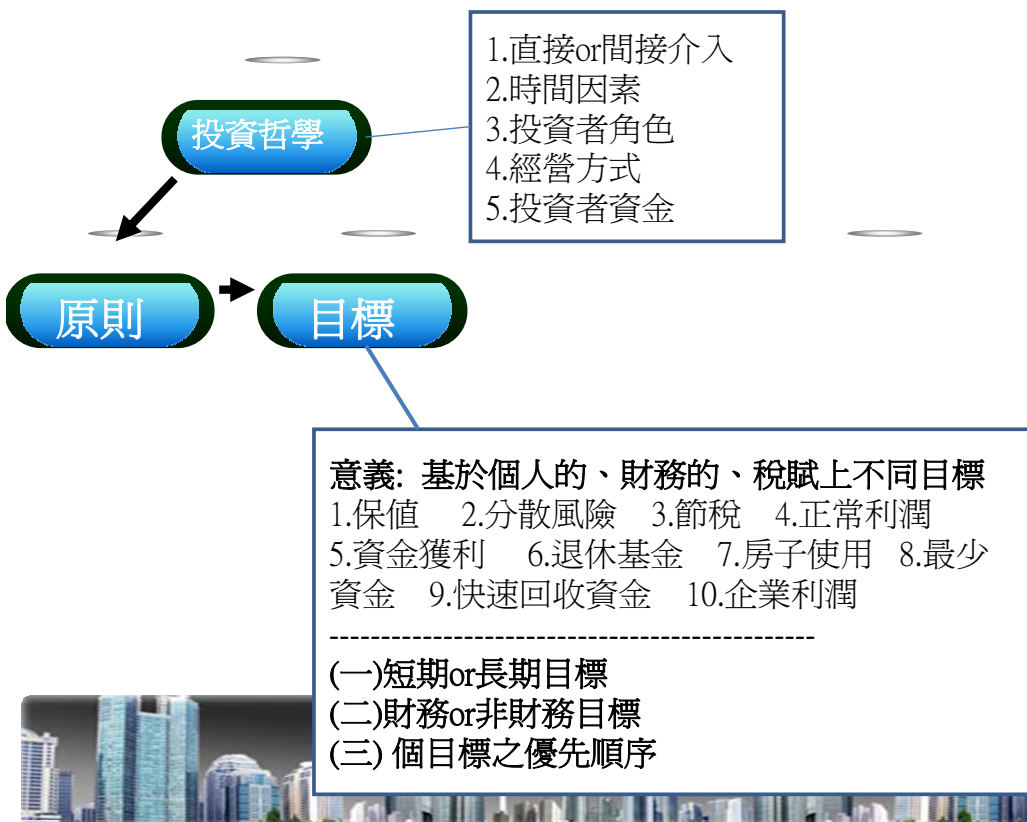 1.直接or間接介入
2.時間因素
3.投資者角色
4.經營方式
5.投資者資金
投資哲學
原則
目標
意義: 基於個人的、財務的、稅賦上不同目標
1.保值 2.分散風險 3.節稅 4.正常利潤
5.資金獲利 6.退休基金 7.房子使用 8.最少
資金 9.快速回收資金 10.企業利潤
-----------------------------------------------
(一)短期or長期目標
(二)財務or非財務目標
(三) 個目標之優先順序